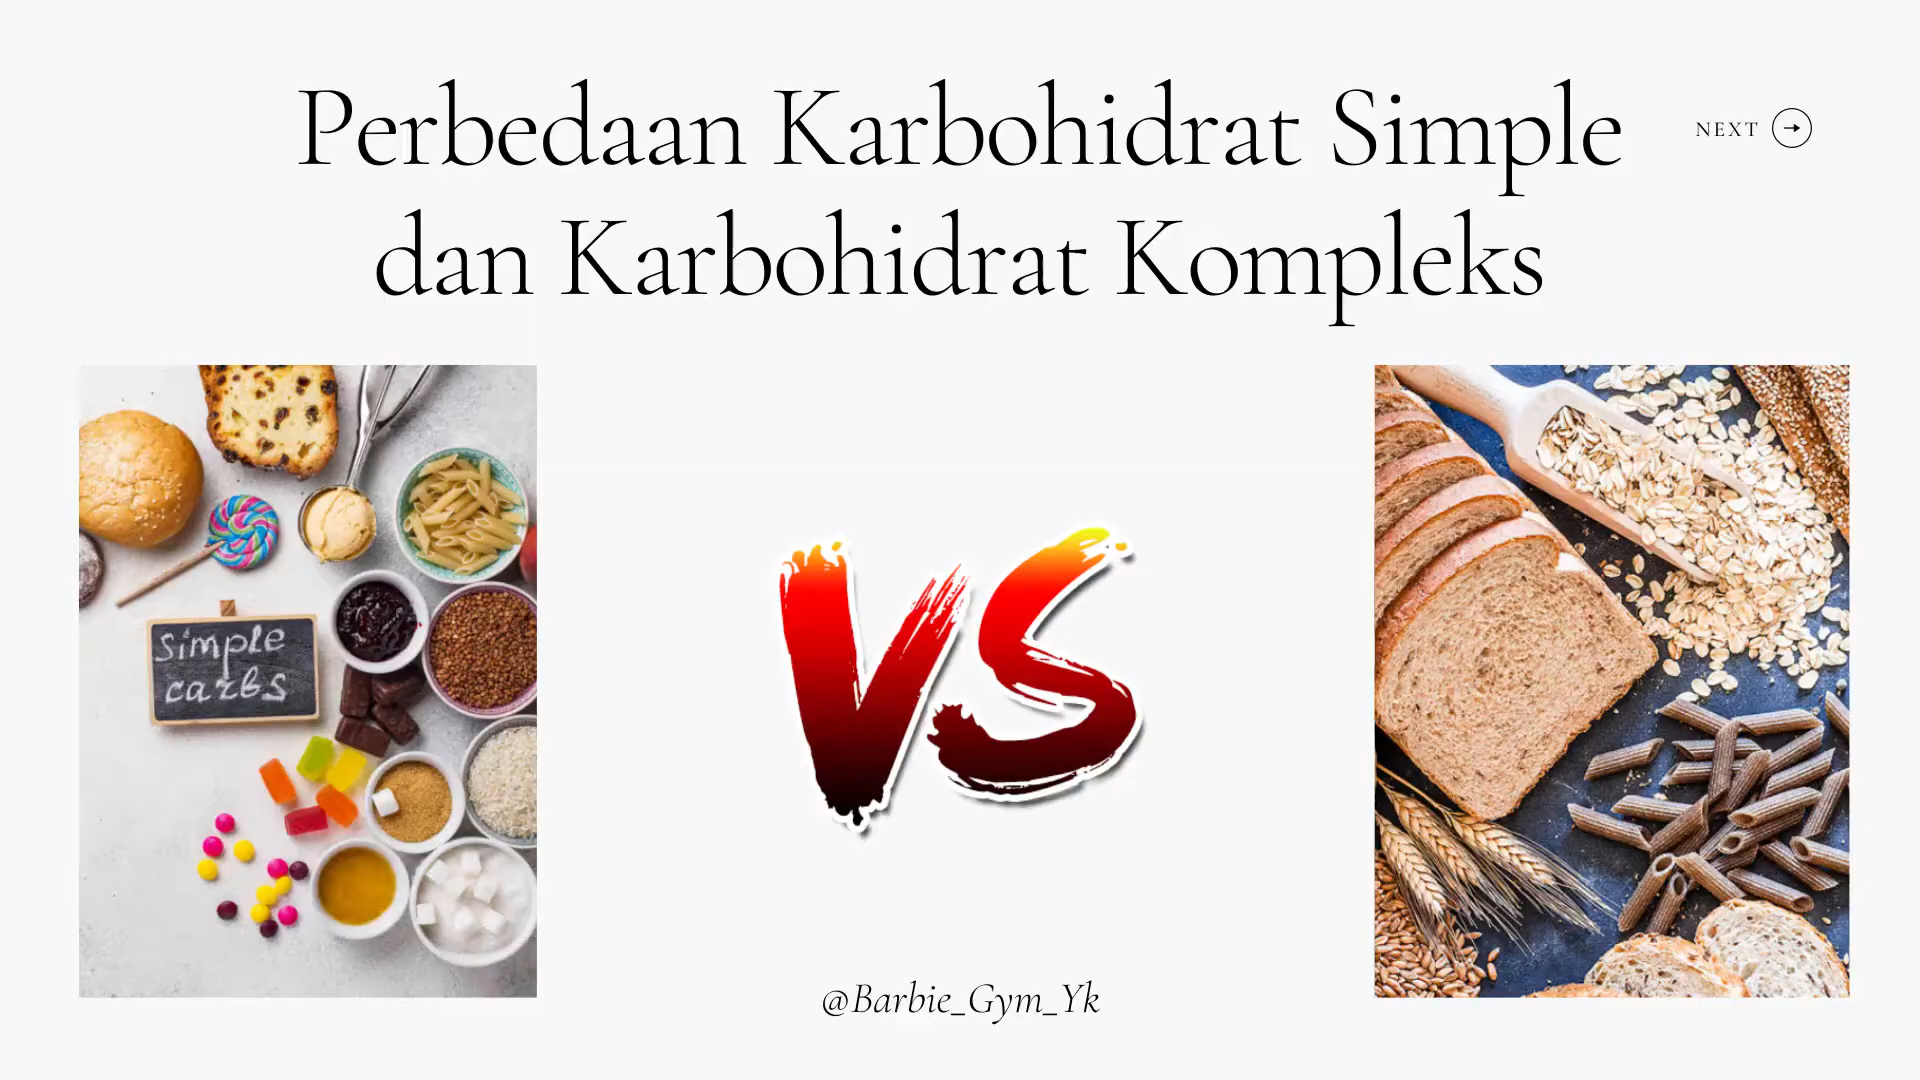 Perbedaan Karbohidrat Simple
dan Karbohidrat Kompleks
NEXT
simple
carbs
VS
@Barbie_Gym_Yk